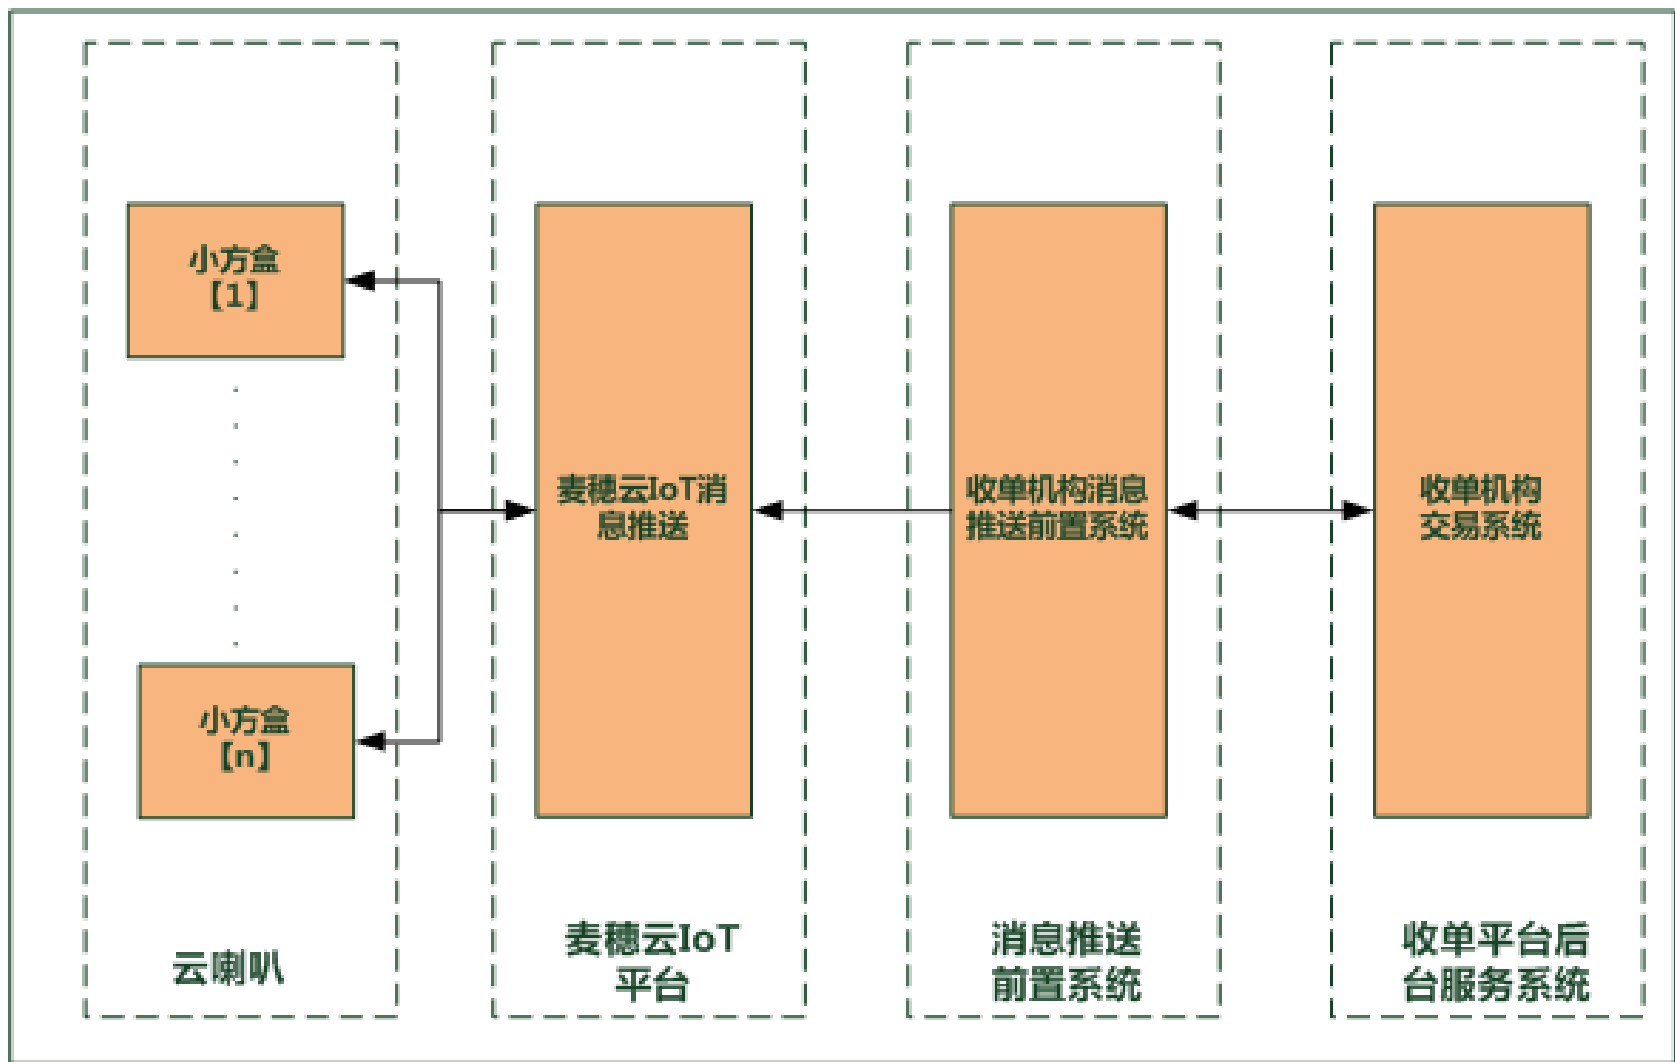 小方盒
【1】
小方盒
【n】
云喇叭
麦穗云IoT消
息推送
麦穗云IoT
平台
收单机构消息
推送前置系统
消息推送
前置系统
收单机构
交易系统
收单平台后
台服务系统